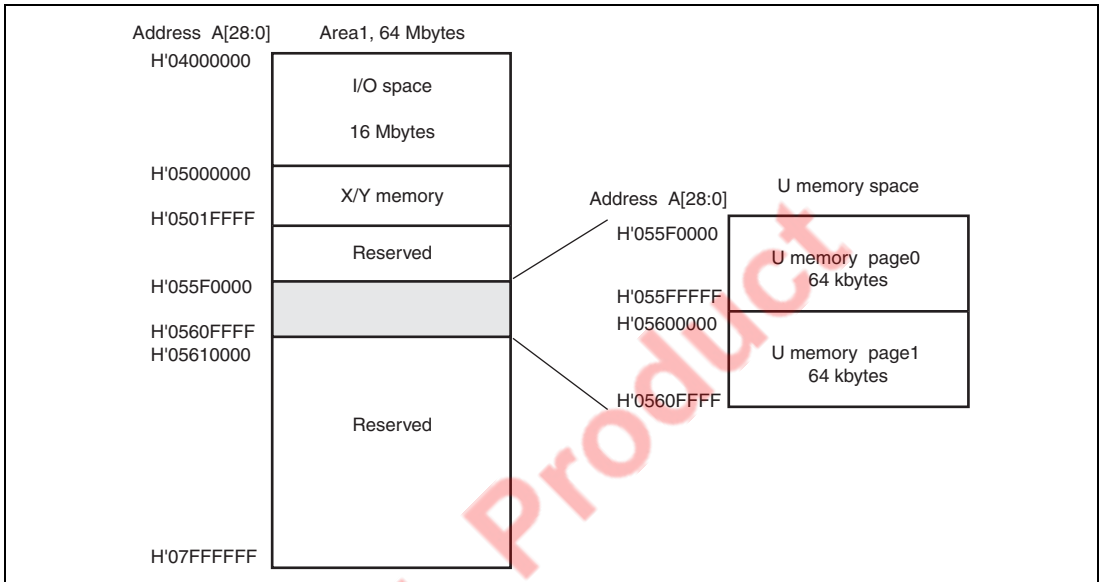 Address A[28:0]
Area1, 64 Mbytes
H'04000000
I/O space
16 Mbytes
H'05000000
X/Y memory
H'0501FFFF
Reserved
H'055F0000
H'0560FFFF
H'05610000
Reserved
H'07FFFFFF
Address A[28:0]
U memory space
H'055F0000
U memory page0
64 kbytes
H'055FFFFF
H'05600000
U memory page1
64 kbytes
H'0560FFFF
Product